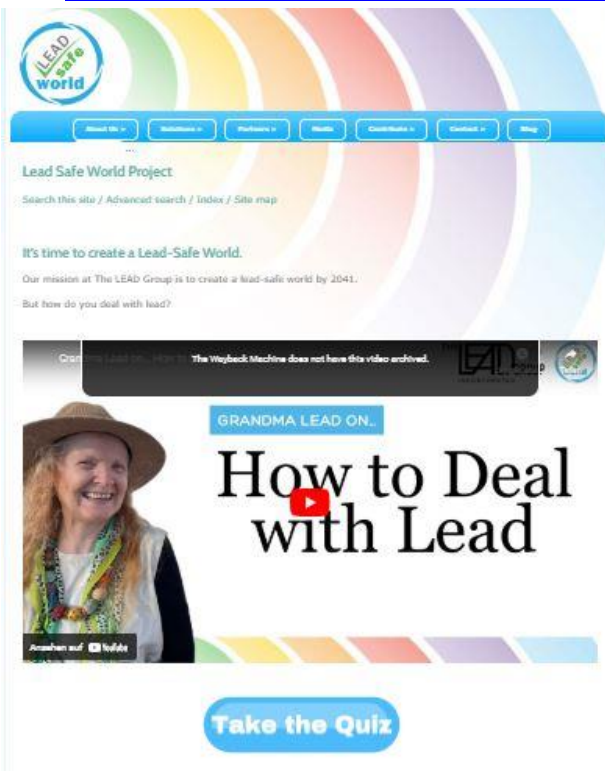 LEAD
safe
world
About Us »
Solutions »
Partners »
Media
Contribute »
Contact »
Blog
...
Lead Safe World Project
Search this site / Advanced search / Index / Site map
It's time to create a Lead-Safe World.
Our mission at The LEAD Group is to create a lead-safe world by 2041.
But how do you deal with lead?
The Wayback Machine does not have this video archived.
LEAD
GRANDMA LEAD ON...
How to Deal
with Lead
Ansehen auf YouTube
Take the Quiz